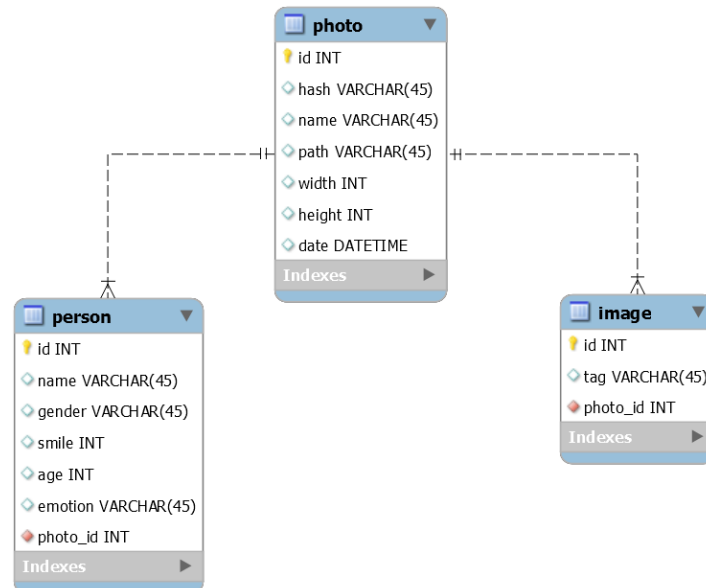 photo
id INT
hash VARCHAR(45)
name VARCHAR(45)
path VARCHAR(45)
width INT
height INT
date DATETIME
Indexes
person
id INT
name VARCHAR(45)
gender VARCHAR(45)
smile INT
age INT
emotion VARCHAR(45)
photo_id INT
Indexes
image
id INT
tag VARCHAR(45)
photo_id INT
Indexes